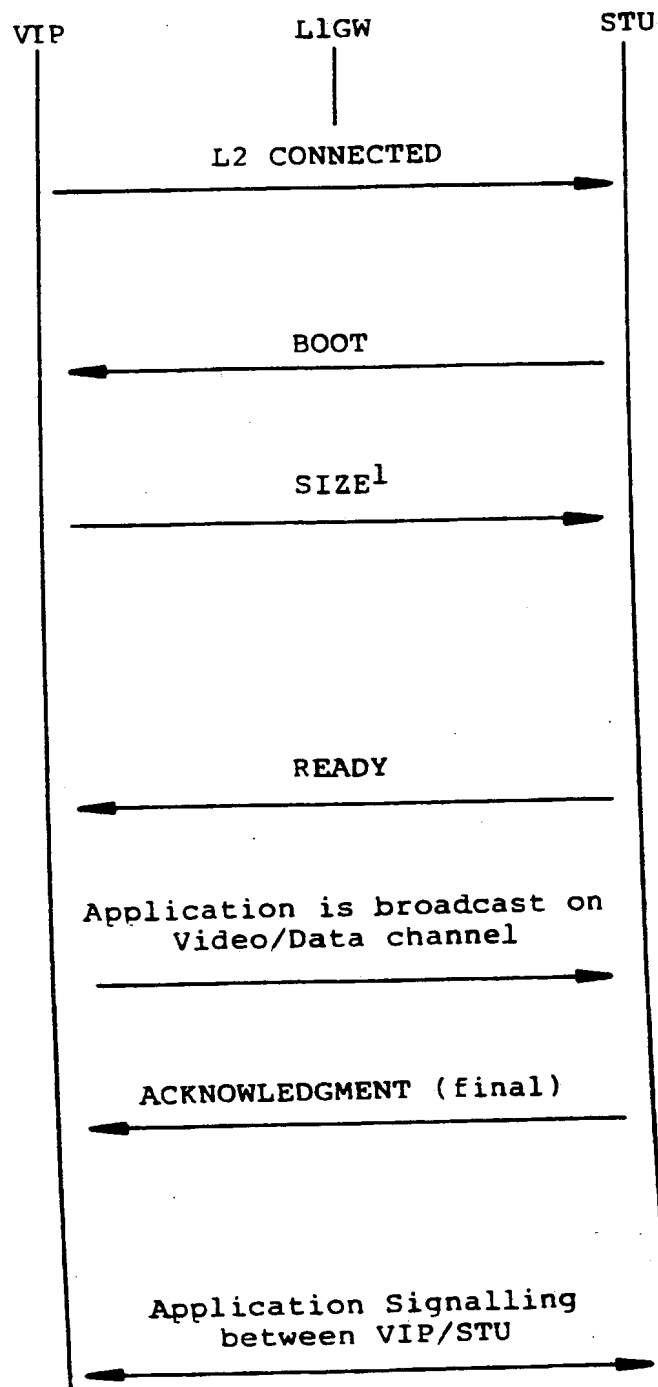 VIP L1GW STU
L2 CONNECTED
BOOT
SIZE1
READY
Application is broadcast on
Video/Data channel
ACKNOWLEDGMENT (final)
Application Signalling
between VIP/STU